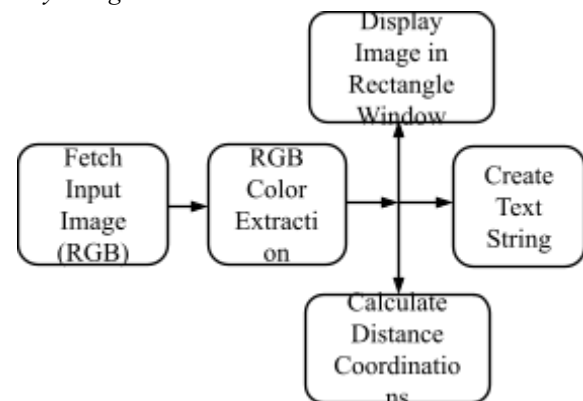 Display
Image in
Rectangle
Window
Fetch
Input
Image
(RGB)
RGB
Color
Extracti
on
Create
Text
String
Calculate
Distance
Coordinatio
ns